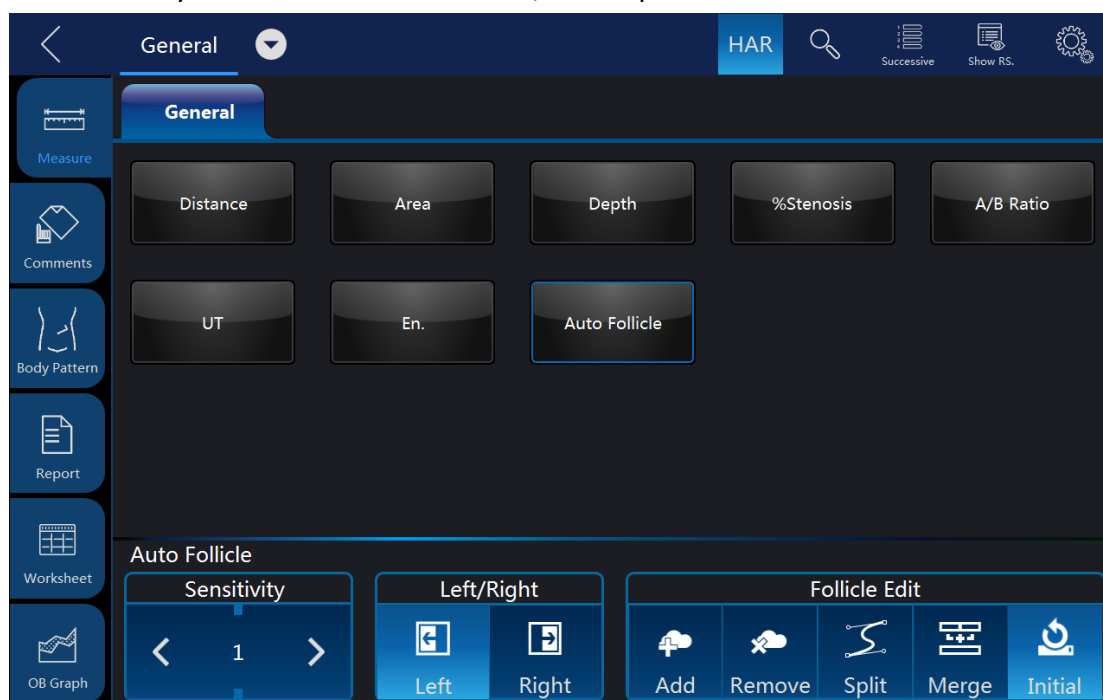 General
HAR
Successive
Show RS.
General
Measure
Distance
Area
Depth
%Stenosis
A/B Ratio
Comments
UT
En.
Auto Follicle
Body Pattern
Report
Auto Follicle
Worksheet
Sensitivity
Left/Right
Follicle Edit
1
OB Graph
Left
Right
Add
Remove
Split
Merge
Initial